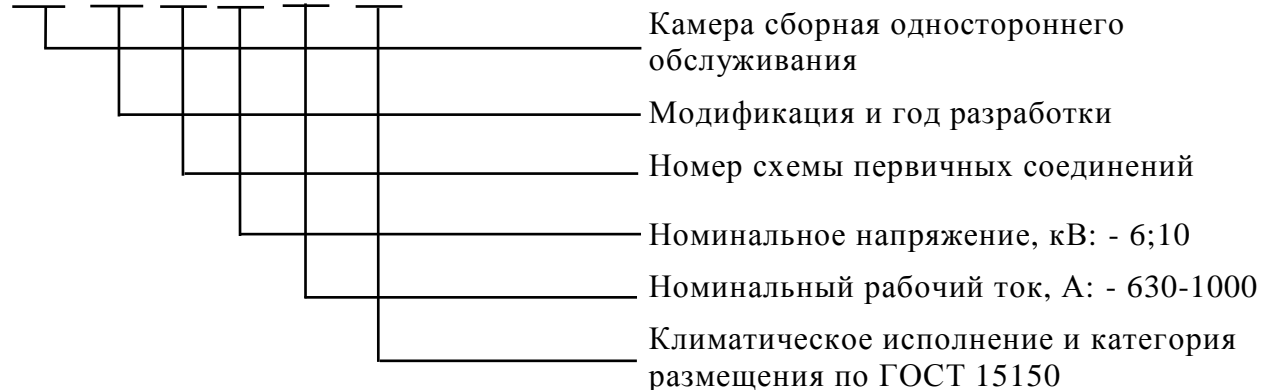 Камера сборная одностороннего
обслуживания
Модификация и год разработки
Номер схемы первичных соединений
Номинальное напряжение, кВ: - 6;10
Номинальный рабочий ток, А: - 630-1000
Климатическое исполнение и категория
размещения по ГОСТ 15150